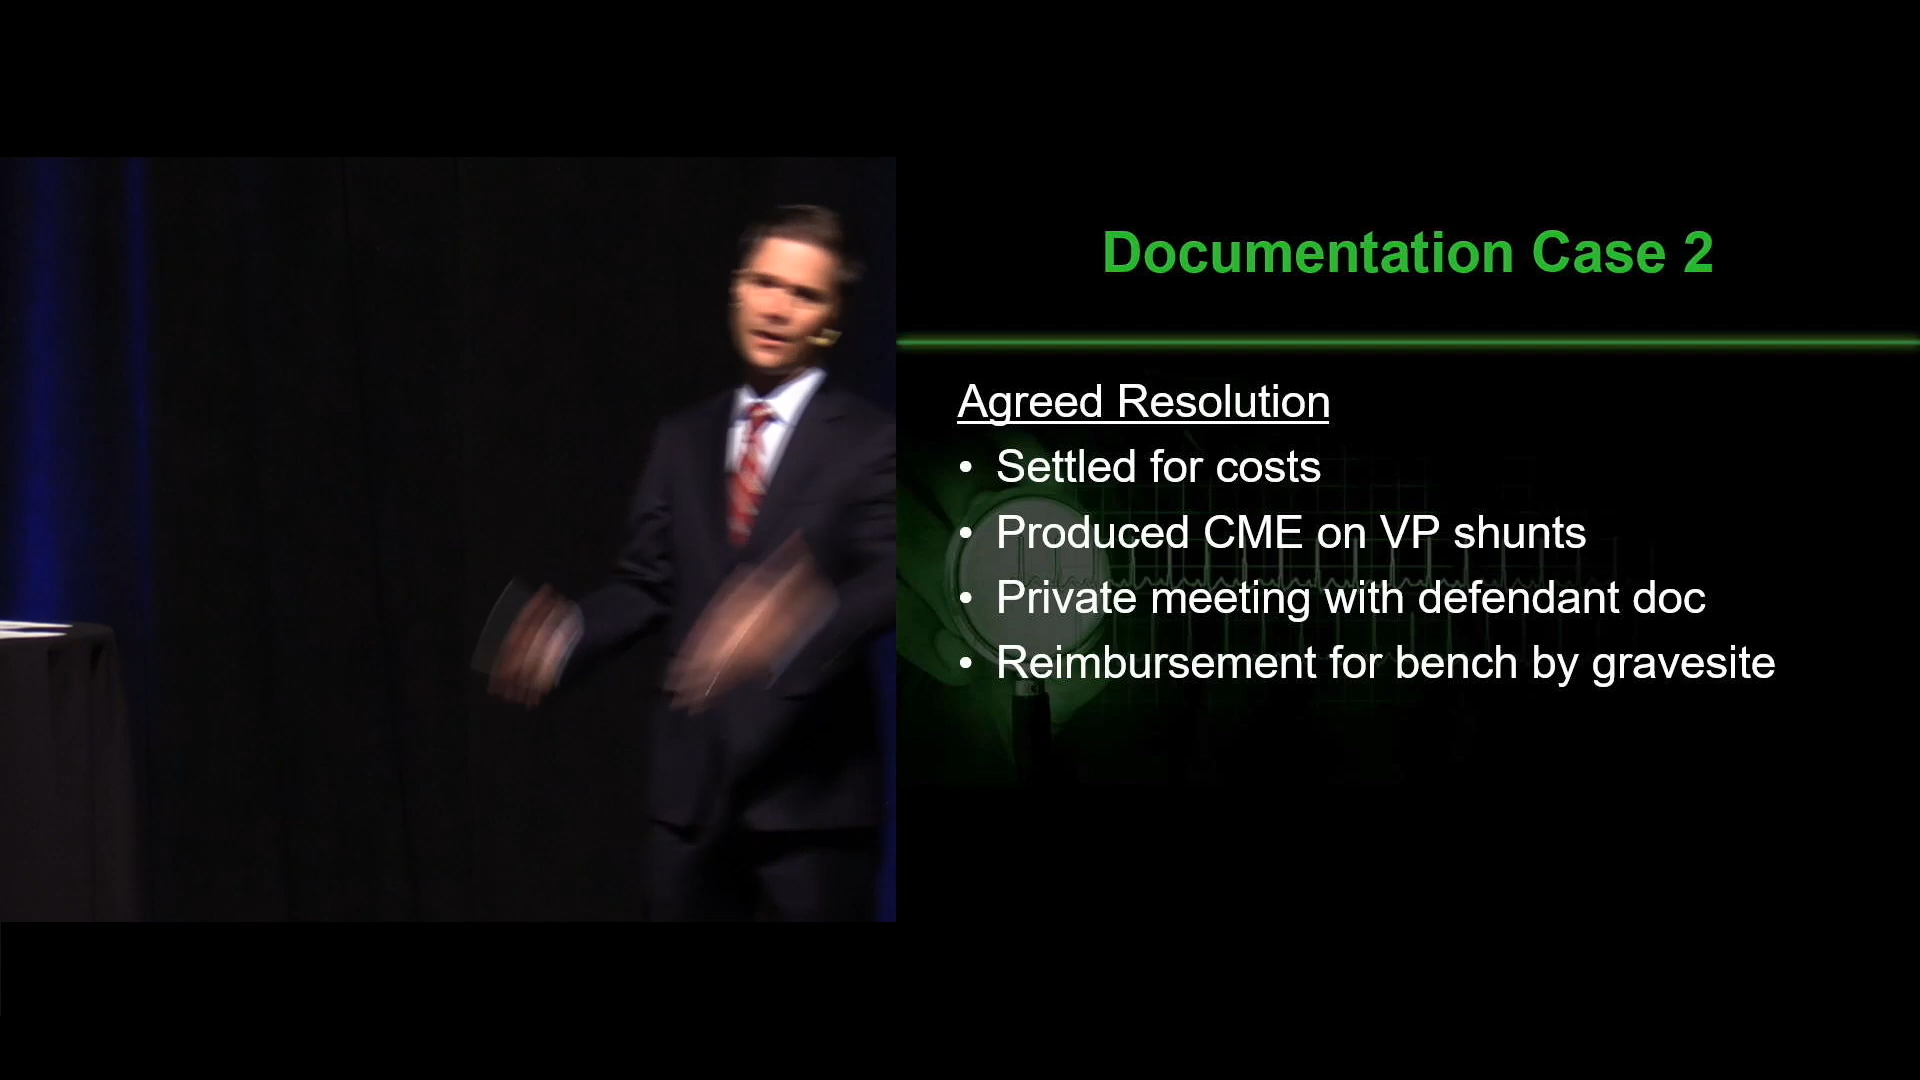 Documentation Case 2
Agreed Resolution
• Settled for costs
• Produced CME on VP shunts
• Private meeting with defendant doc
• Reimbursement for bench by gravesite